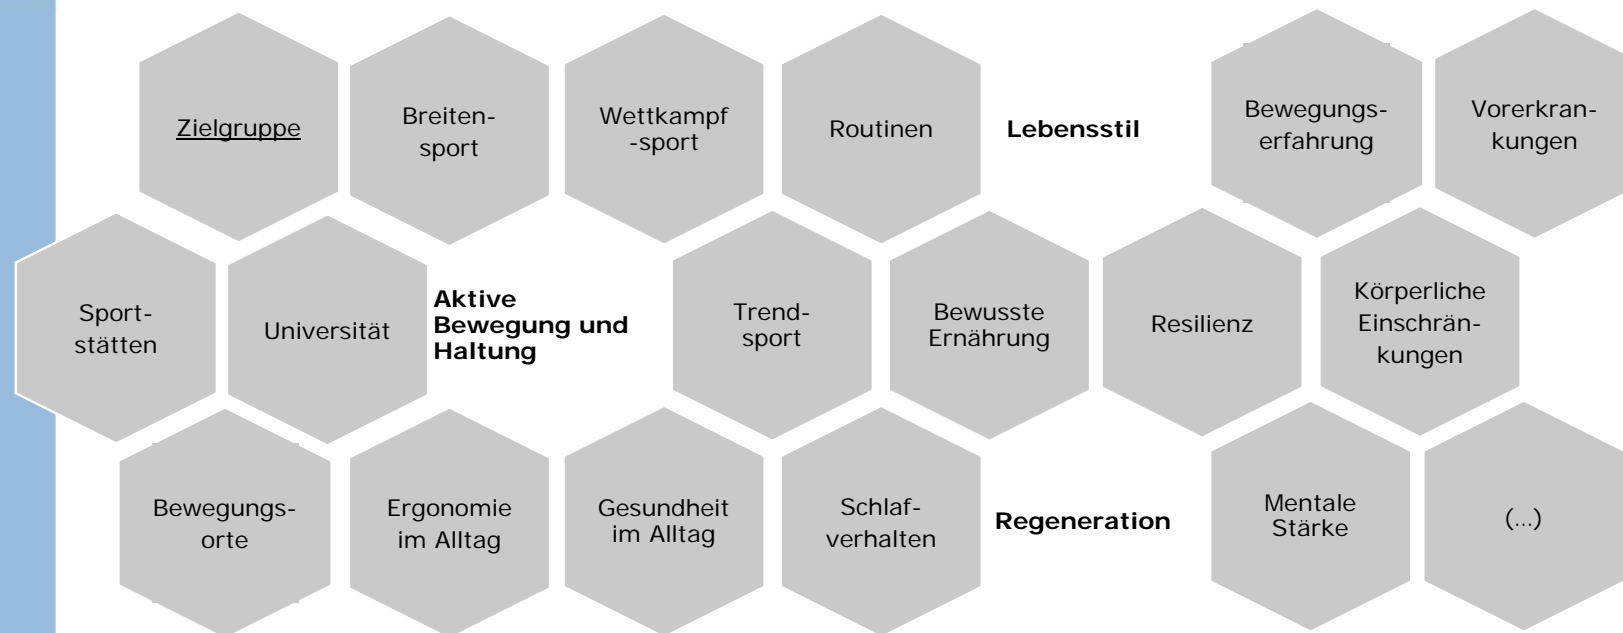 Zielgruppe
Breiten-
sport
Wettkampf
-sport
Routinen
Lebensstil
Bewegungs-
erfahrung
Vorerkran-
kungen
Sport-
stätten
Universität
Aktive
Bewegung und
Haltung
Trend-
sport
Bewusste
Ernährung
Resilienz
Körperliche
Einschrän-
kungen
Bewegungs-
orte
Ergonomie
im Alltag
Gesundheit
im Alltag
Schlaf-
verhalten
Regeneration
Mentale
Stärke
(...)